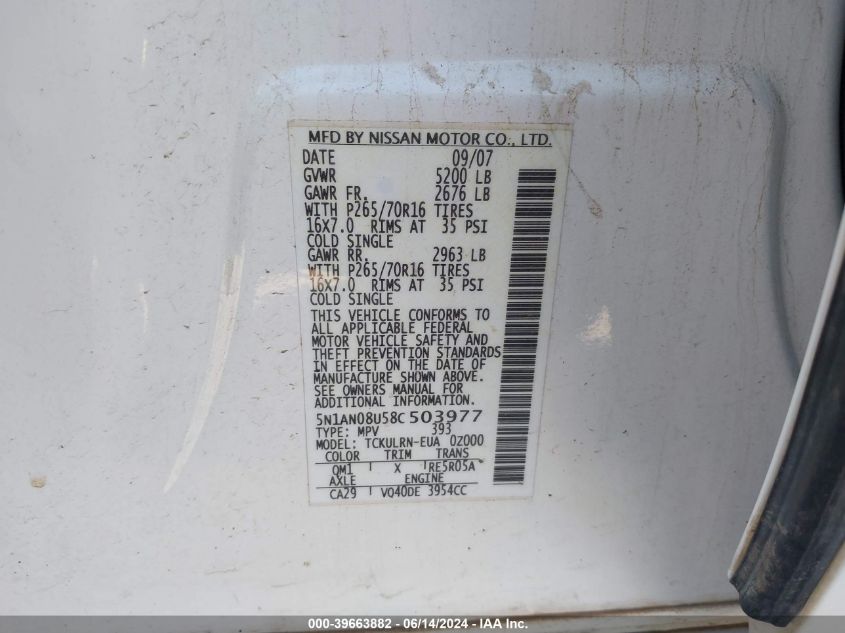 MFD BY NISSAN MOTOR CO., LTD.
DATE 09/07
GVWR 5200 LB
GAWR FR. 2676 LB
WITH P265/70R16 TIRES
16X7.0 RIMS AT 35 PSI
COLD SINGLE
GAWR RR. 2963 LB
WITH P265/70R16 TIRES
16X7.0 RIMS AT 35 PSI
COLD SINGLE
THIS VEHICLE CONFORMS TO
ALL APPLICABLE FEDERAL
MOTOR VEHICLE SAFETY AND
THEFT PREVENTION STANDARDS
IN EFFECT ON THE DATE OF
MANUFACTURE SHOWN ABOVE.
SEE OWNERS MANUAL FOR
ADDITIONAL INFORMATION.
5N1AN08U58C503977
TYPE: MPV 393
MODEL: TCKULRN-EUA 0Z000
COLOR TRIM TRANS
QM1 X RE5R05A
AXLE ENGINE
CA29 VQ40DE 3954CC
000-39663882 - 06/14/2024 - IAA Inc.